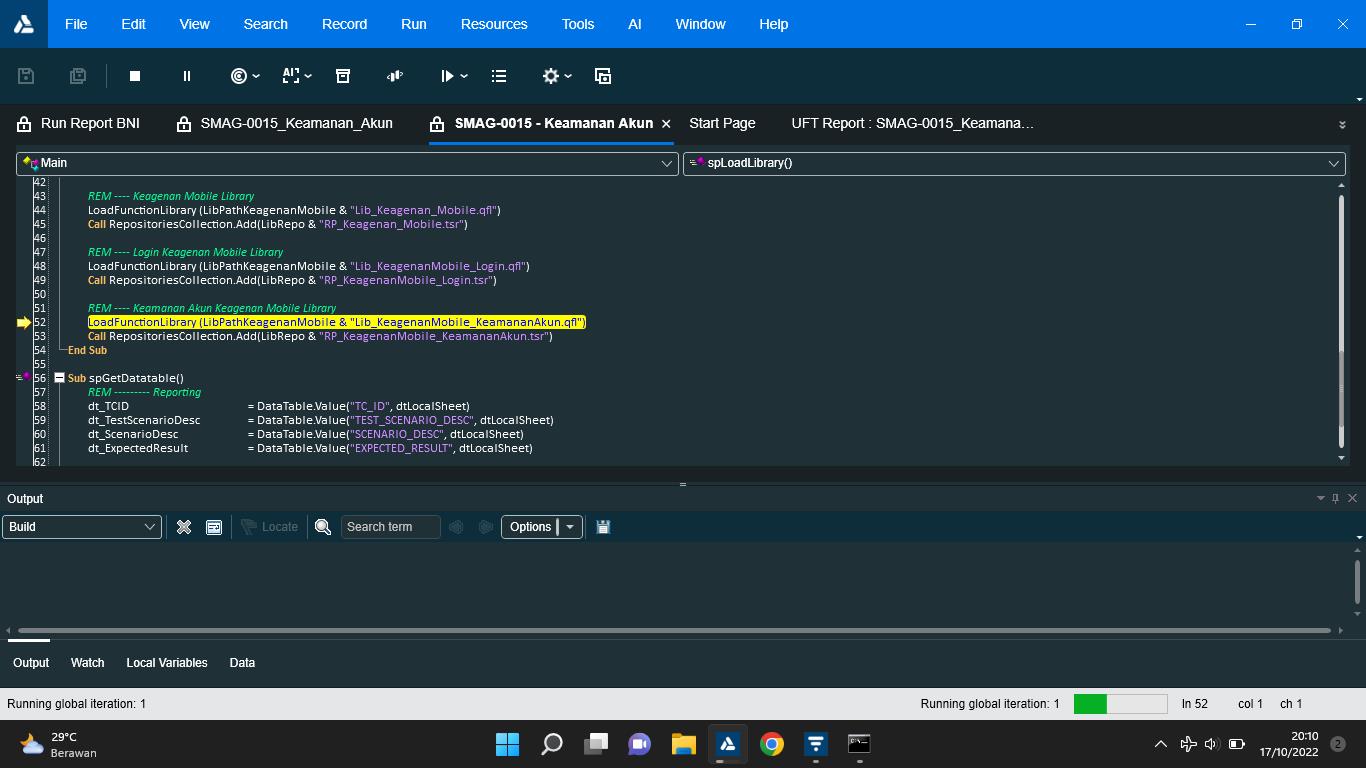 File Edit View Search Record Run Resources Tools AI Window Help
Run Report BNI SMAG-0015_Keamanan_Akun SMAG-0015 - Keamanan Akun Start Page UFT Report : SMAG-0015_Keamana...
Main spLoadLibrary()
42
43 REM ---- Keagenan Mobile Library
44 LoadFunctionLibrary (LibPathKeagenanMobile & "Lib_Keagenan_Mobile.qfl")
45 Call RepositoriesCollection.Add(LibRepo & "RP_Keagenan_Mobile.tsr")
46
47 REM ---- Login Keagenan Mobile Library
48 LoadFunctionLibrary (LibPathKeagenanMobile & "Lib_KeagenanMobile_Login.qfl")
49 Call RepositoriesCollection.Add(LibRepo & "RP_KeagenanMobile_Login.tsr")
50
51 REM ---- Keamanan Akun Keagenan Mobile Library
52 LoadFunctionLibrary (LibPathKeagenanMobile & "Lib_KeagenanMobile_KeamananAkun.qfl")
53 Call RepositoriesCollection.Add(LibRepo & "RP_KeagenanMobile_KeamananAkun.tsr")
54 End Sub
55
56 Sub spGetDatatable()
57 REM --------- Reporting
58 dt_TCID = DataTable.Value("TC_ID", dtLocalSheet)
59 dt_TestScenarioDesc = DataTable.Value("TEST_SCENARIO_DESC", dtLocalSheet)
60 dt_ScenarioDesc = DataTable.Value("SCENARIO_DESC", dtLocalSheet)
61 dt_ExpectedResult = DataTable.Value("EXPECTED_RESULT", dtLocalSheet)
62
Output
Build Locate Search term Options
Output Watch Local Variables Data
Running global iteration: 1 Running global iteration: 1 ln 52 col 1 ch 1
29°C
Berawan
20:10
17/10/2022
2